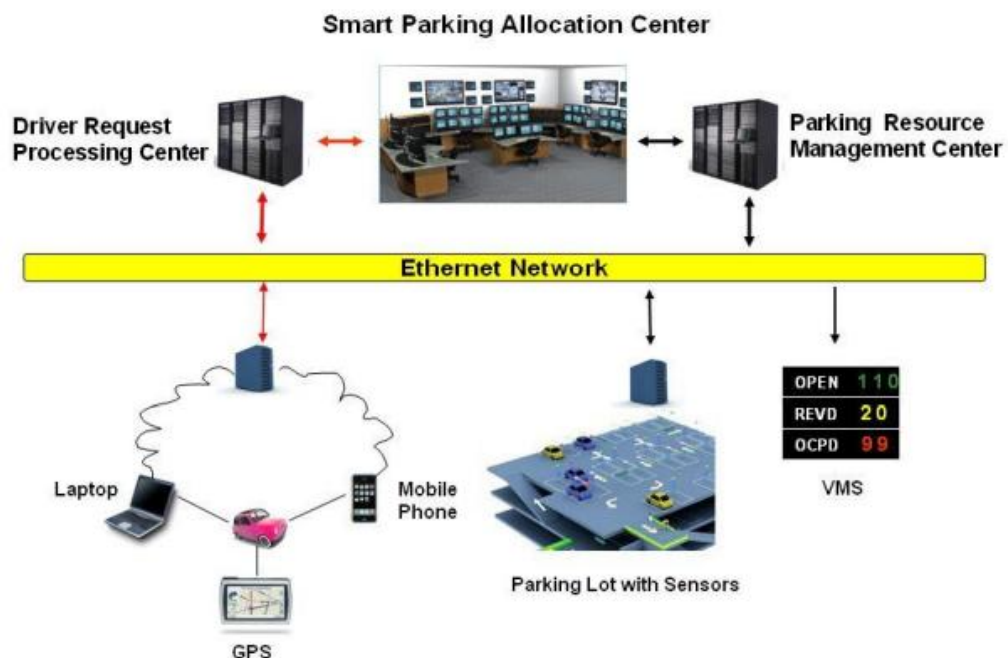 Smart Parking Allocation Center
Driver Request
Processing Center
Parking Resource
Management Center
Ethernet Network
OPEN 110
REVD 20
OCPD 99
VMS
Laptop
Mobile
Phone
Parking Lot with Sensors
GPS